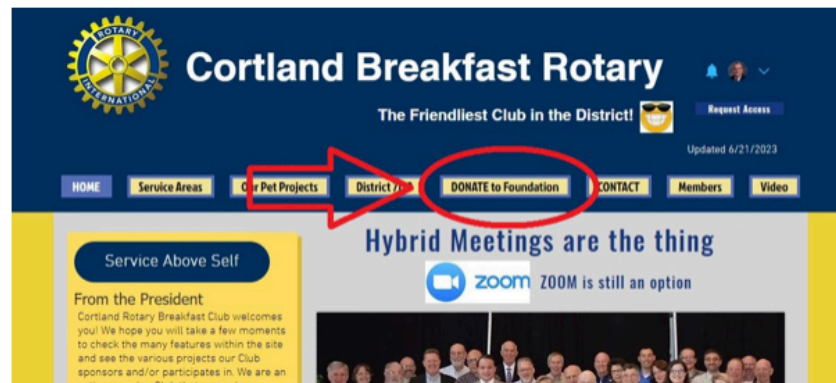 ROTARY
INTERNATIONAL
Cortland Breakfast Rotary
The Friendliest Club in the District!
Request Access
Updated 6/21/2023
HOME
Service Areas
Our Pet Projects
District
DONATE to Foundation
CONTACT
Members
Video
Service Above Self
Hybrid Meetings are the thing
zoom ZOOM is still an option
From the President
Cortland Rotary Breakfast Club welcomes
you! We hope you will take a few moments
to check the many features within the site
and see the various projects our Club
sponsors and/or participates in. We are an